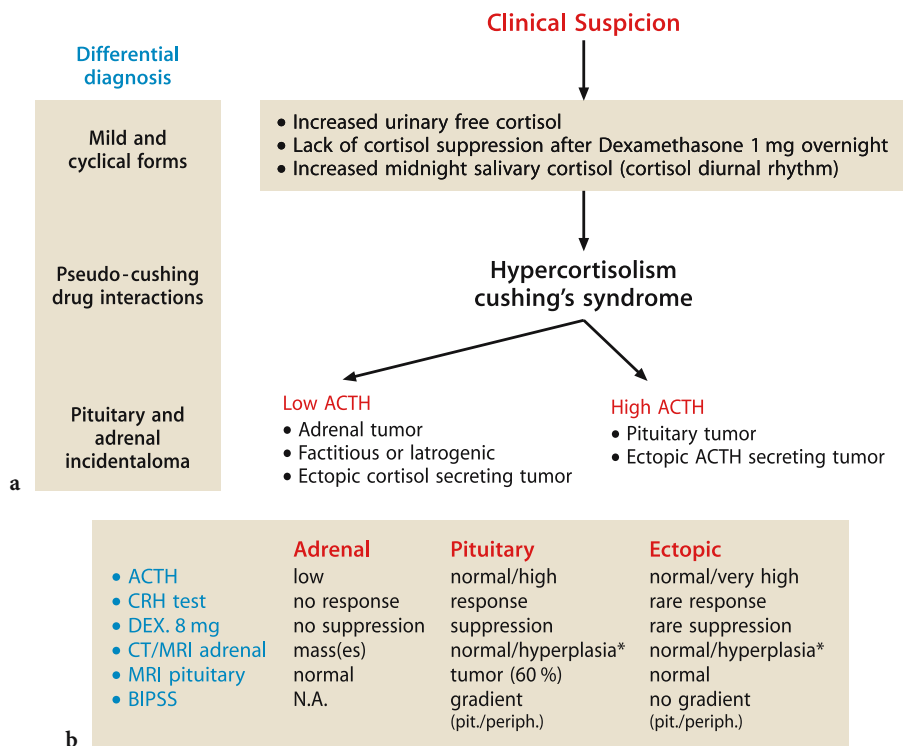 Clinical Suspicion
Differential
diagnosis
Mild and
cyclical forms
Pseudo-cushing
drug interactions
Pituitary and
adrenal
incidentaloma
• Increased urinary free cortisol
• Lack of cortisol suppression after Dexamethasone 1 mg overnight
• Increased midnight salivary cortisol (cortisol diurnal rhythm)
Hypercortisolism
cushing's syndrome
Low ACTH
• Adrenal tumor
• Factitious or Iatrogenic
• Ectopic cortisol secreting tumor
High ACTH
• Pituitary tumor
• Ectopic ACTH secreting tumor
a
Adrenal Pituitary Ectopic
• ACTH low normal/high normal/very high
• CRH test no response response rare response
• DEX. 8 mg no suppression suppression rare suppression
• CT/MRI adrenal mass(es) normal/hyperplasia* normal/hyperplasia*
• MRI pituitary normal tumor (60 %) normal
• BIPSS N.A. gradient no gradient
(pit./periph.) (pit./periph.)
b